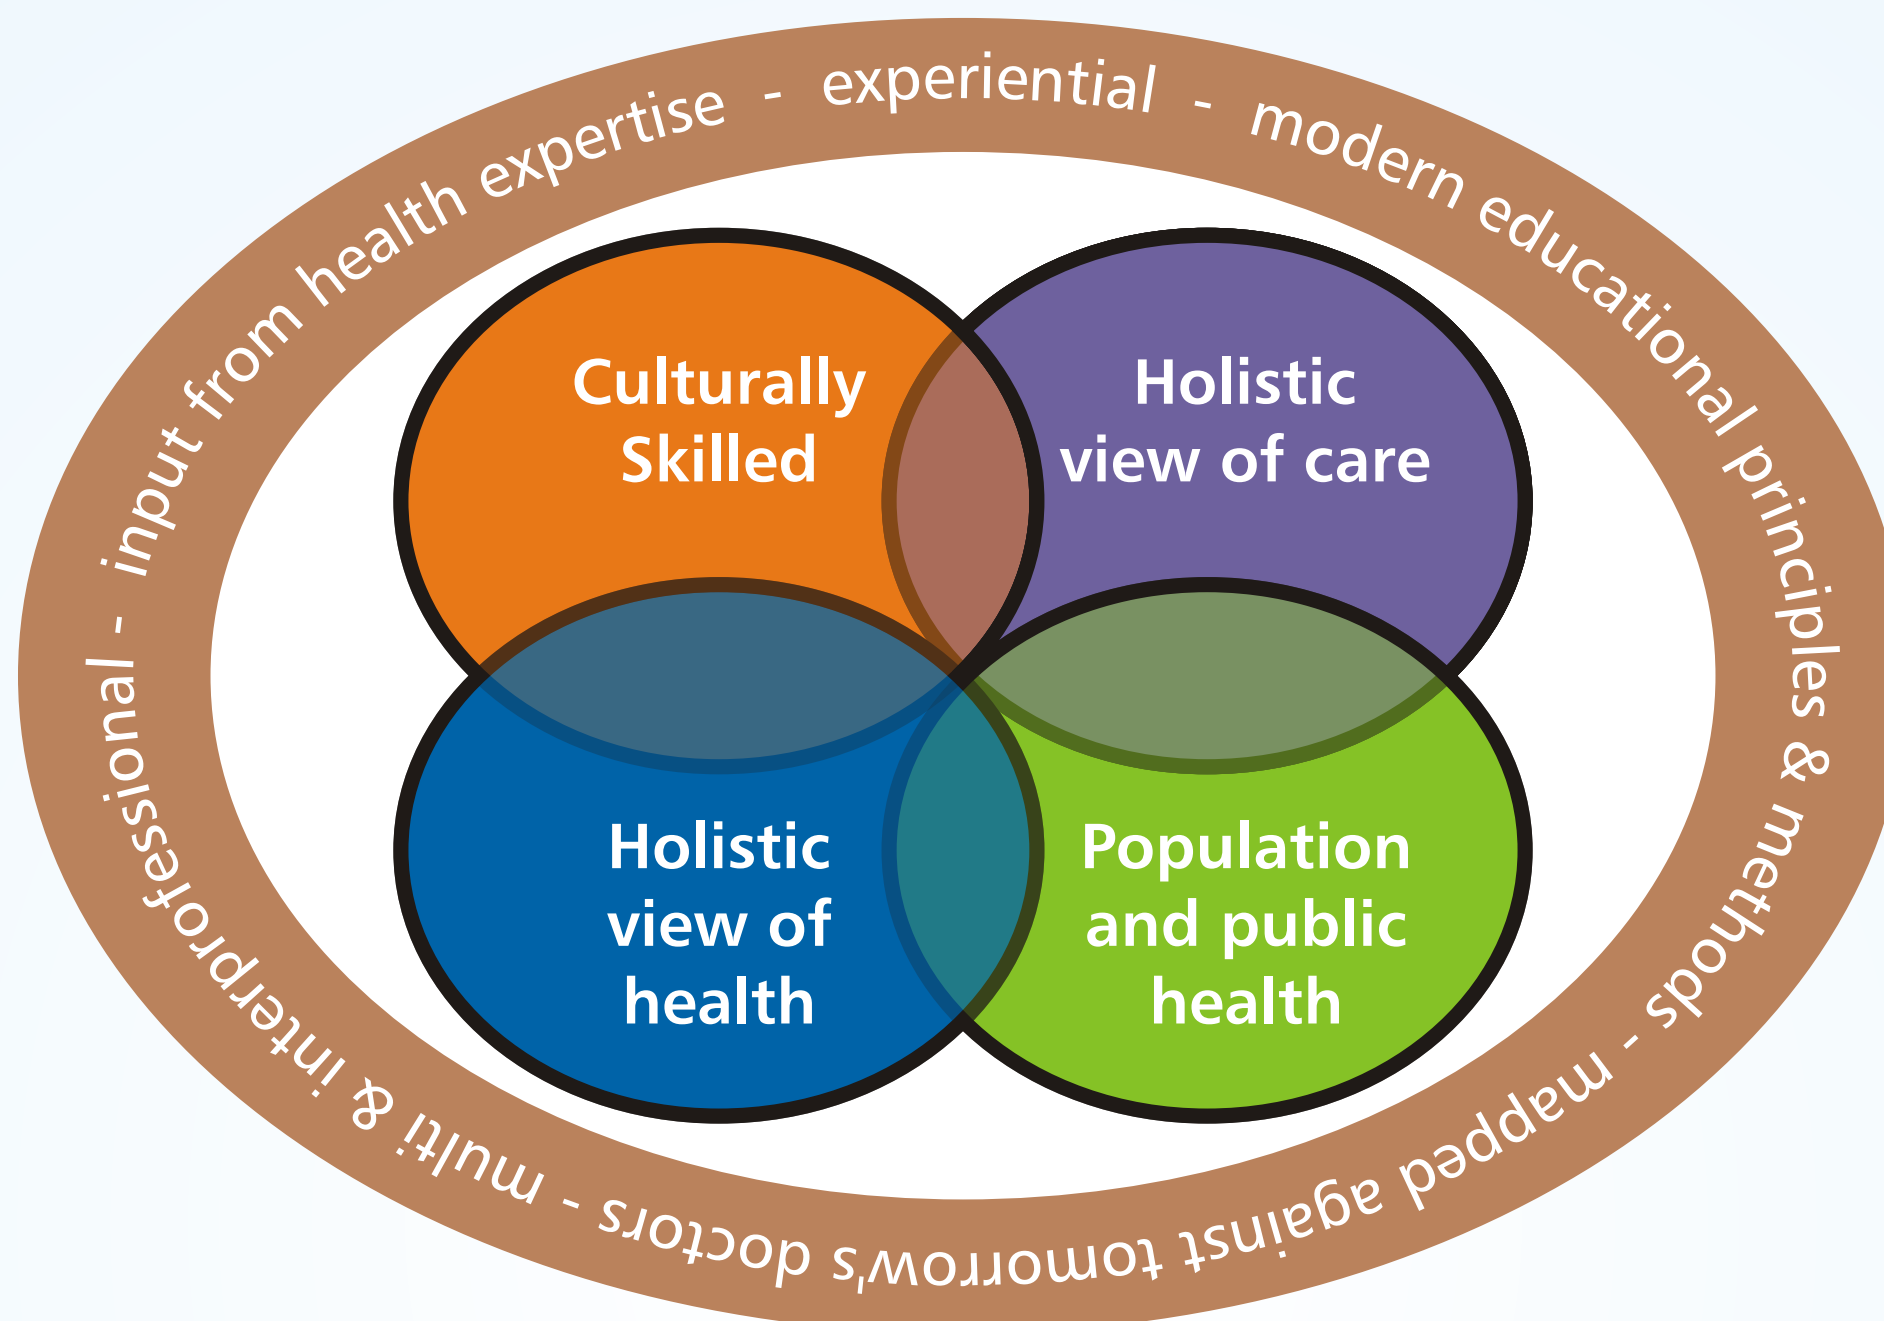 input from health expertise - experiential - modern educational principles & methods - mapped against tomorrow's doctors - multi & interprofessional -
Culturally
Skilled
Holistic
view of care
Holistic
view of
health
Population
and public
health